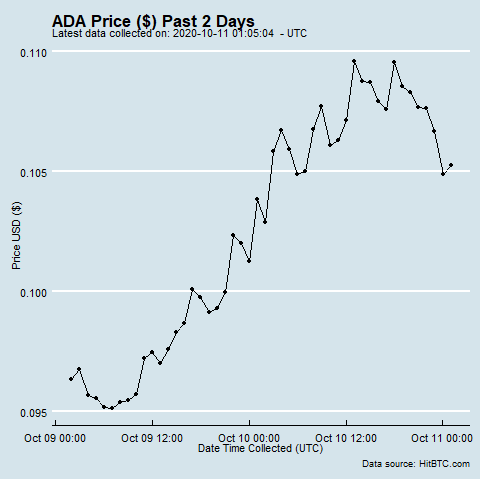 ADA Price ($) Past 2 Days
Latest data collected on: 2020-10-11 01:05:04 - UTC
0.110
0.105
0.100
0.095
Price USD ($)
Oct 09 00:00 Oct 09 12:00 Oct 10 00:00 Oct 10 12:00 Oct 11 00:00
Date Time Collected (UTC)
Data source: HitBTC.com